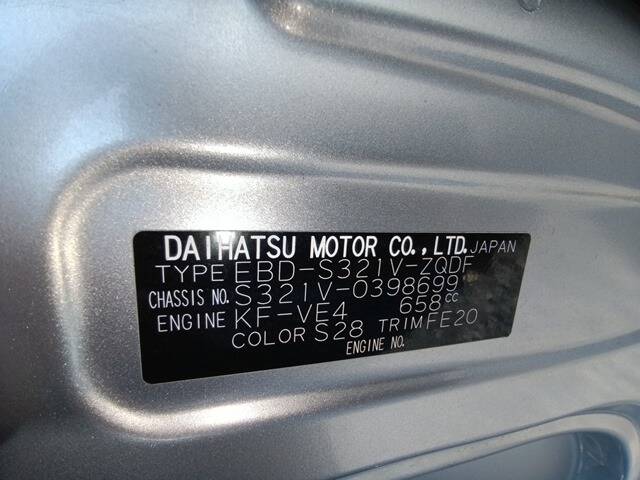 DAIHATSU MOTOR CO.,LTD. JAPAN
TYPE EBD-S321V-ZQDF
CHASSIS NO. S321V-0398699
ENGINE KF-VE4 658cc
COLOR S28 TRIM FE20
ENGINE NO.